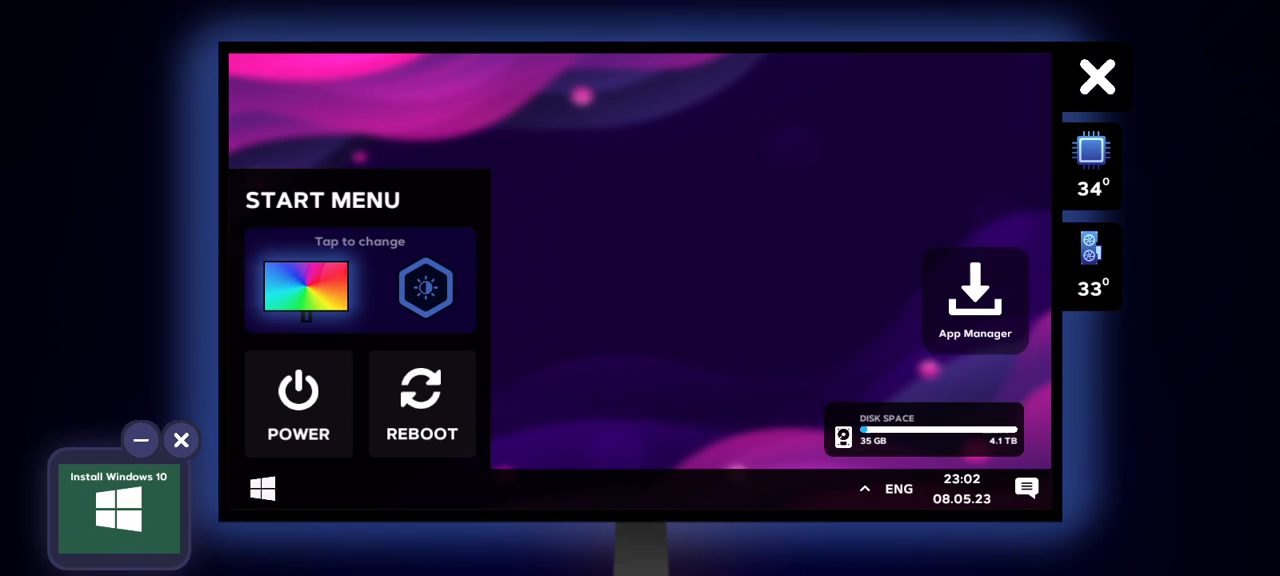 START MENU
Tap to change
POWER
REBOOT
34°
33°
App Manager
DISK SPACE
35 GB
4.1 TB
Install Windows 10
ENG
23:02
08.05.23